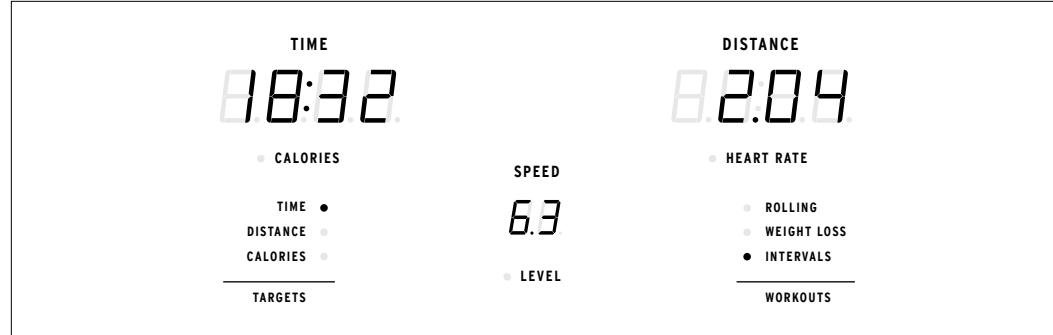 TIME
18:32
CALORIES
TIME
DISTANCE
CALORIES
TARGETS
SPEED
6.3
LEVEL
DISTANCE
2.04
HEART RATE
ROLLING
WEIGHT LOSS
INTERVALS
WORKOUTS